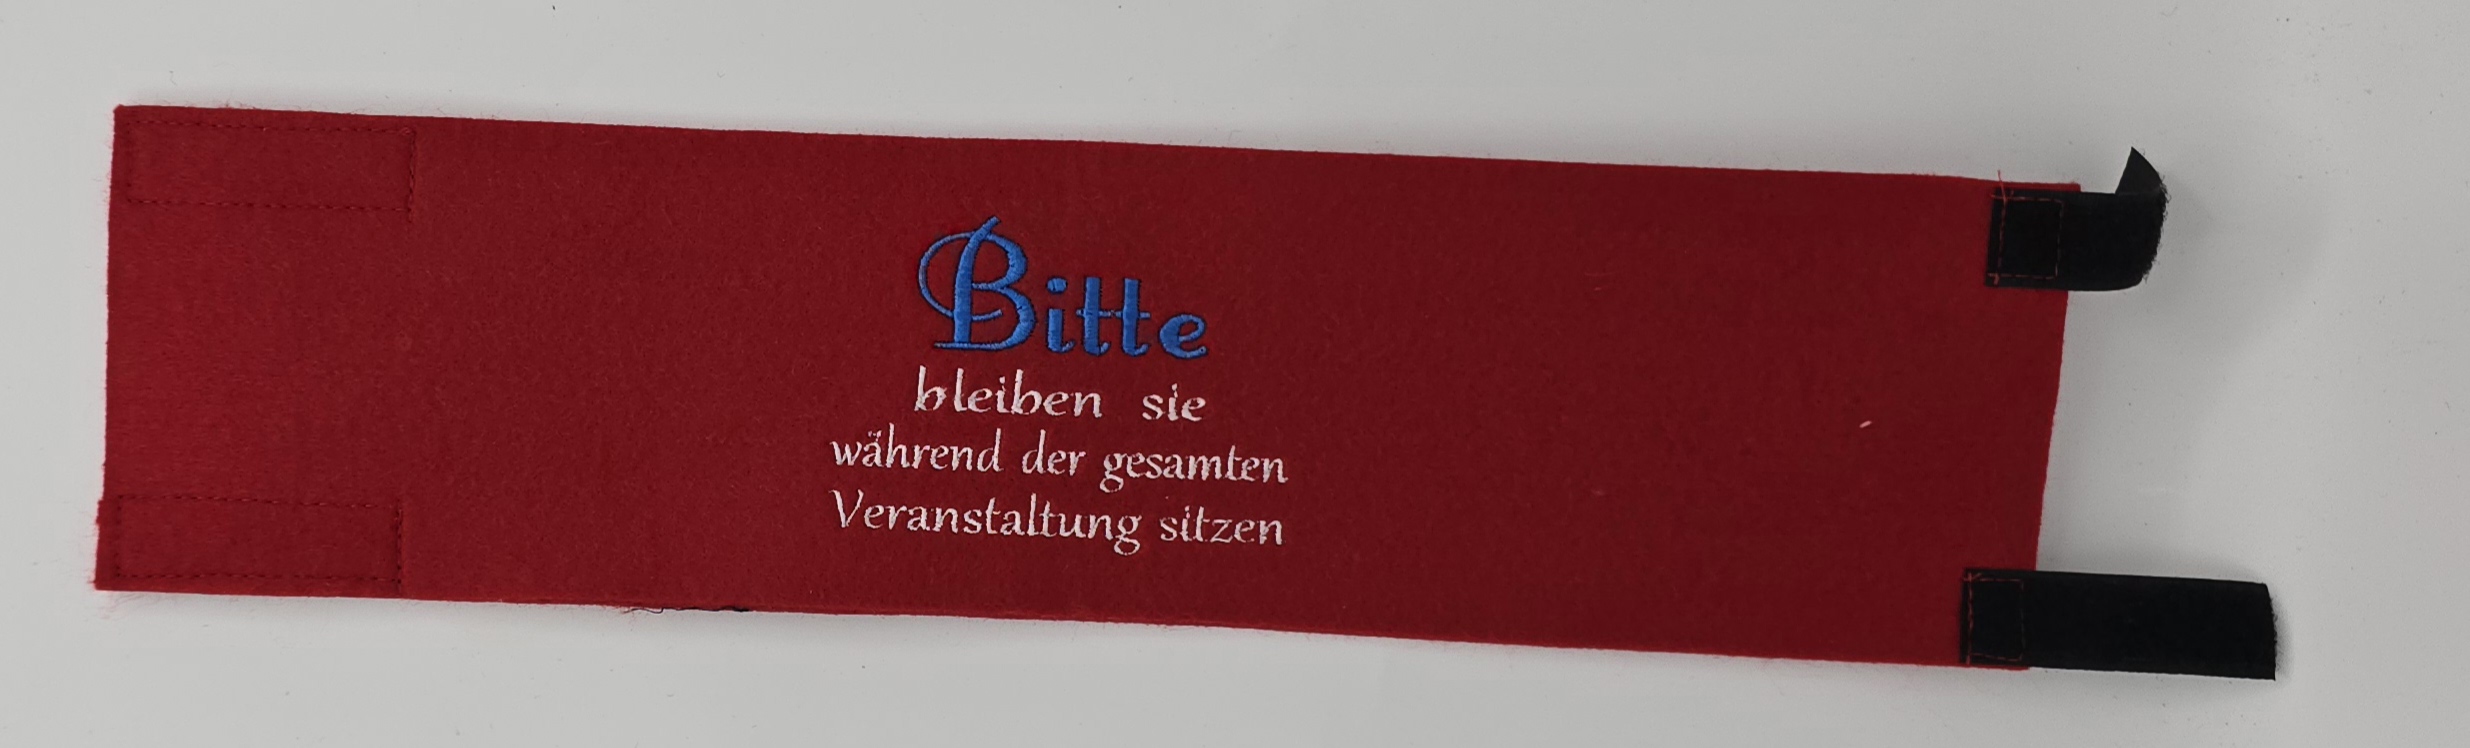 Bitte
bleiben sie
während der gesamten
Veranstaltung sitzen